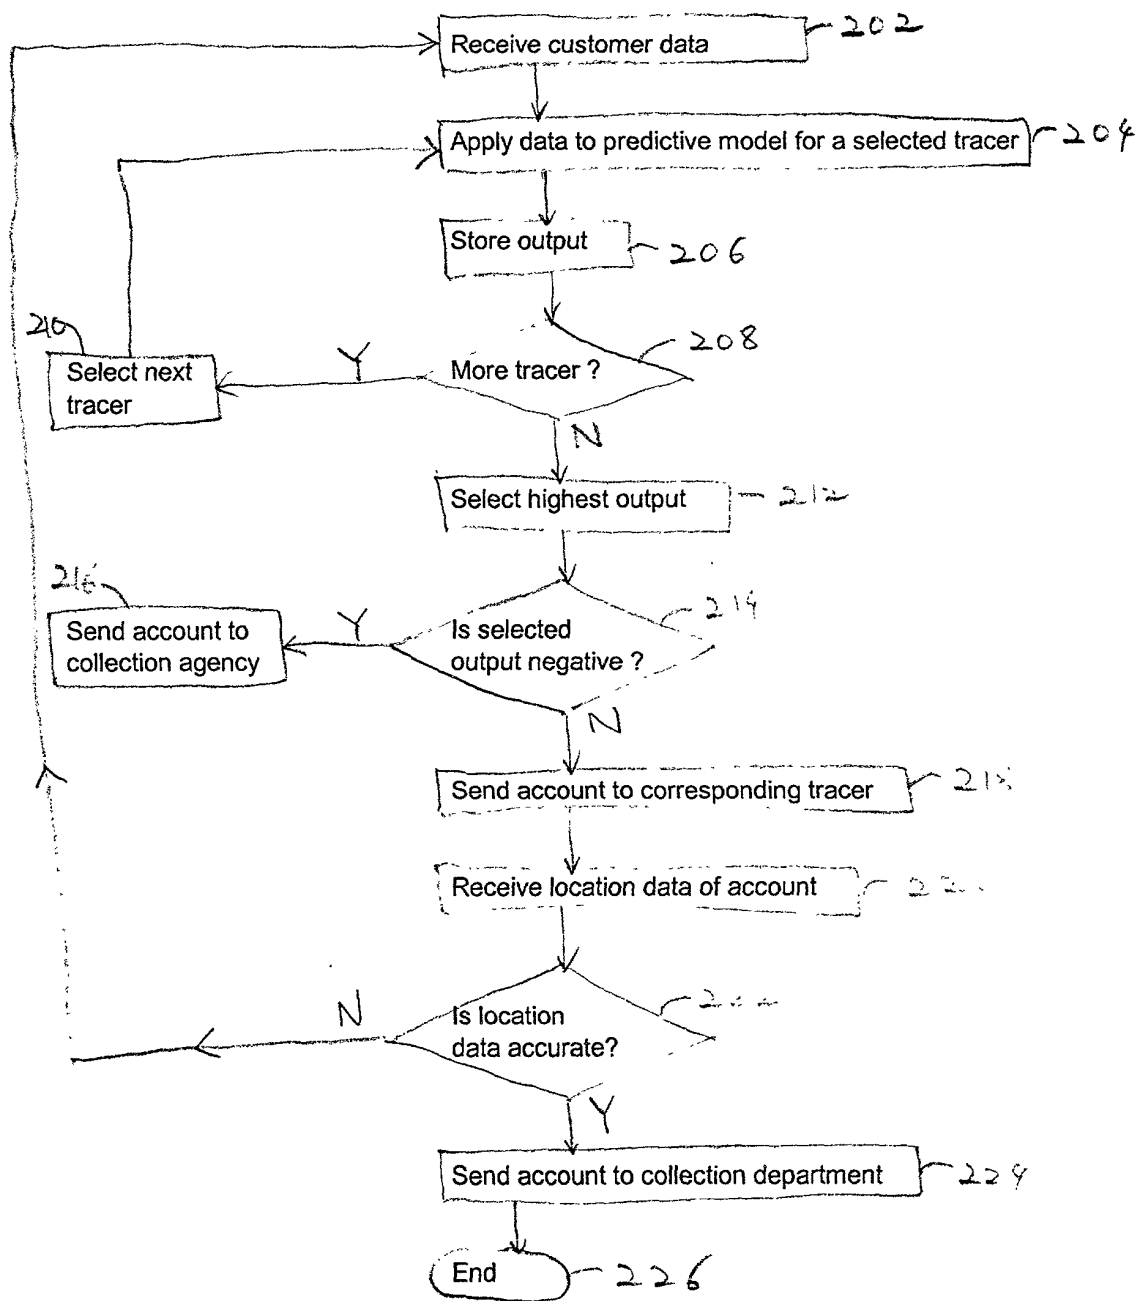 Receive customer data
202
Apply data to predictive model for a selected tracer
204
Store output
206
208
210
Y
More tracer ?
Select next
tracer
N
Select highest output
212
216
214
Y
Is selected
output negative ?
Send account to
collection agency
N
Send account to corresponding tracer
218
Receive location data of account
N
Is location
data accurate?
Y
Send account to collection department
224
End
226